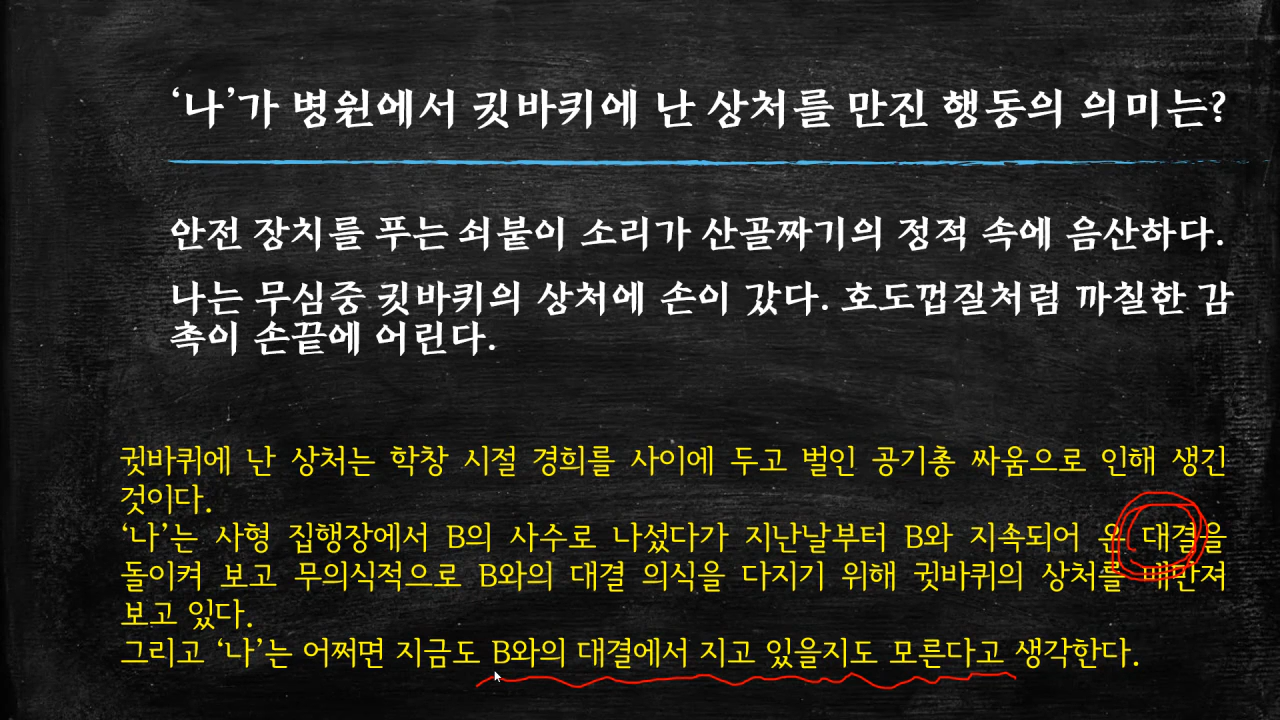 ‘나’가 병원에서 귓바키에 난 상처를 만진 행동의 의미는?
안전 장치를 푸는 쇠붙이 소리가 산골짜기의 정적 속에 음산하다.
나는 무심중 귓바키의 상처에 손이 갔다. 호도껍질처럼 까칠한 감
촉이 손끝에 어린다.
귓바퀴에 난 상처는 학창 시절 경희를 사이에 두고 벌인 공기총 싸움으로 인해 생긴
것이다.
‘나’는 사형 집행장에서 B의 사수로 나섰다가 지난날부터 B와 지속되어 온 대결을
돌이켜 보고 무의식적으로 B와의 대결 의식을 다지기 위해 귓바퀴의 상처를 매만져
보고 있다.
그리고 ‘나’는 어쩌면 지금도 B와의 대결에서 지고 있을지도 모른다고 생각한다.